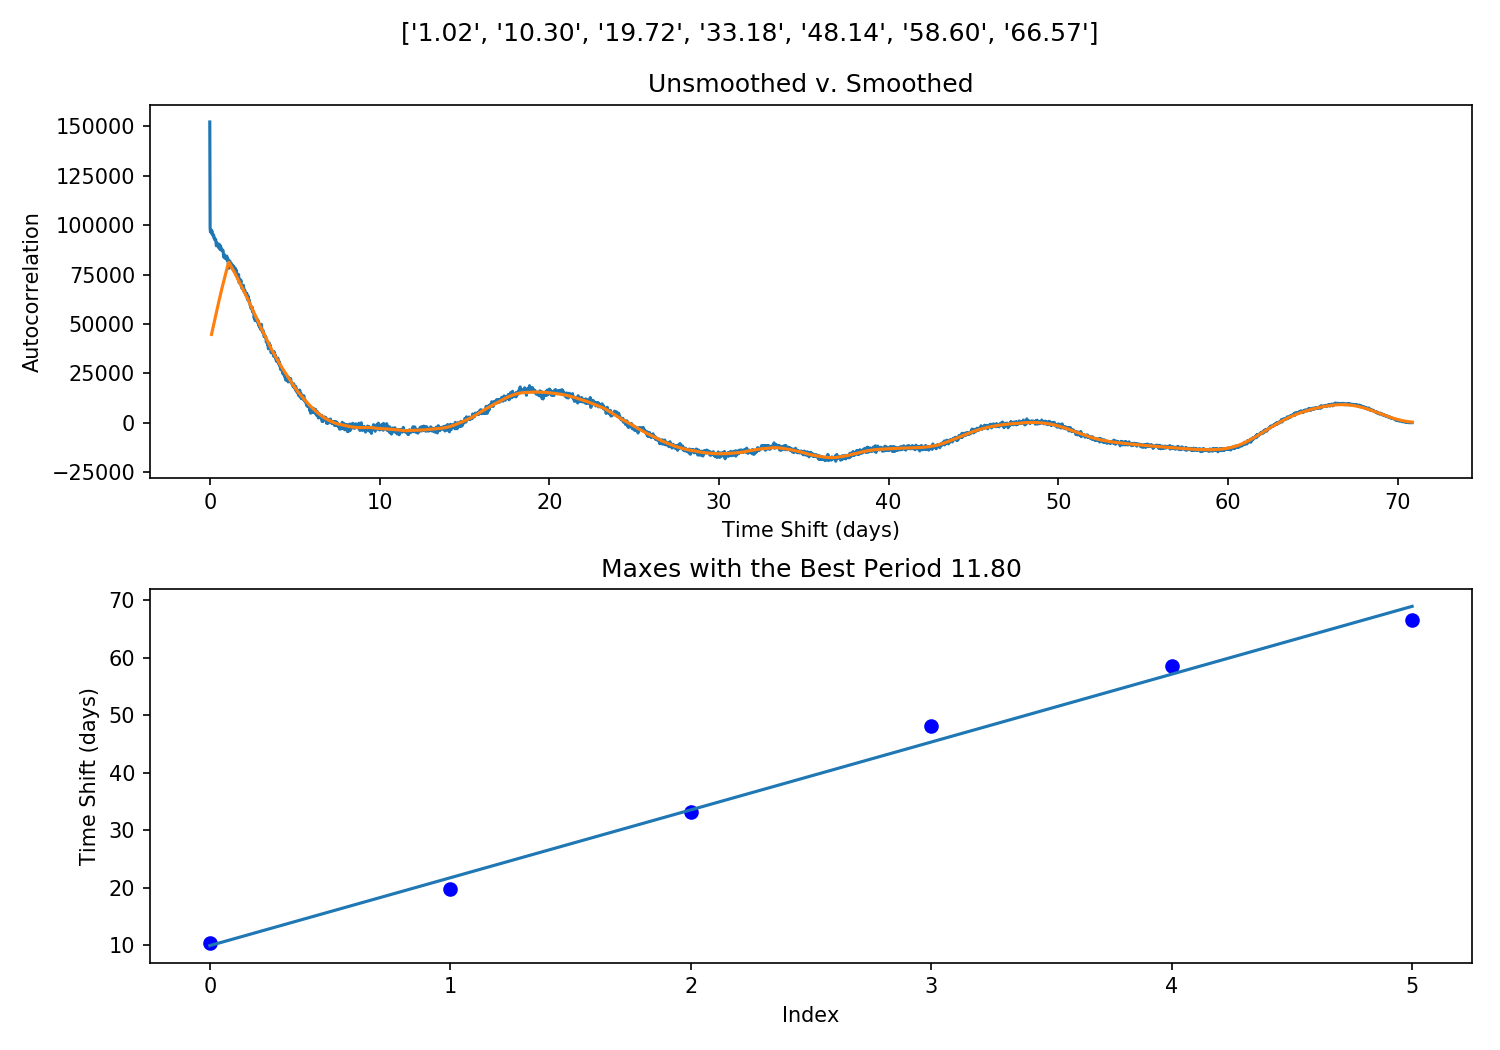 ['1.02', '10.30', '19.72', '33.18', '48.14', '58.60', '66.57']
Unsmoothed v. Smoothed
150000
125000
100000
75000
50000
25000
0
−25000
Autocorrelation
0 10 20 30 40 50 60 70
Time Shift (days)
Maxes with the Best Period 11.80
70
60
50
40
30
20
10
Time Shift (days)
0 1 2 3 4 5
Index